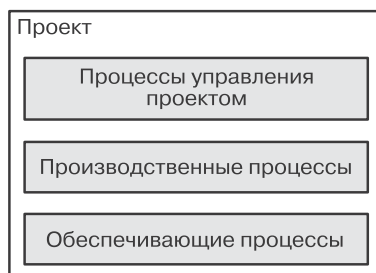 Проект
Процессы управления
проектом
Производственные процессы
Обеспечивающие процессы